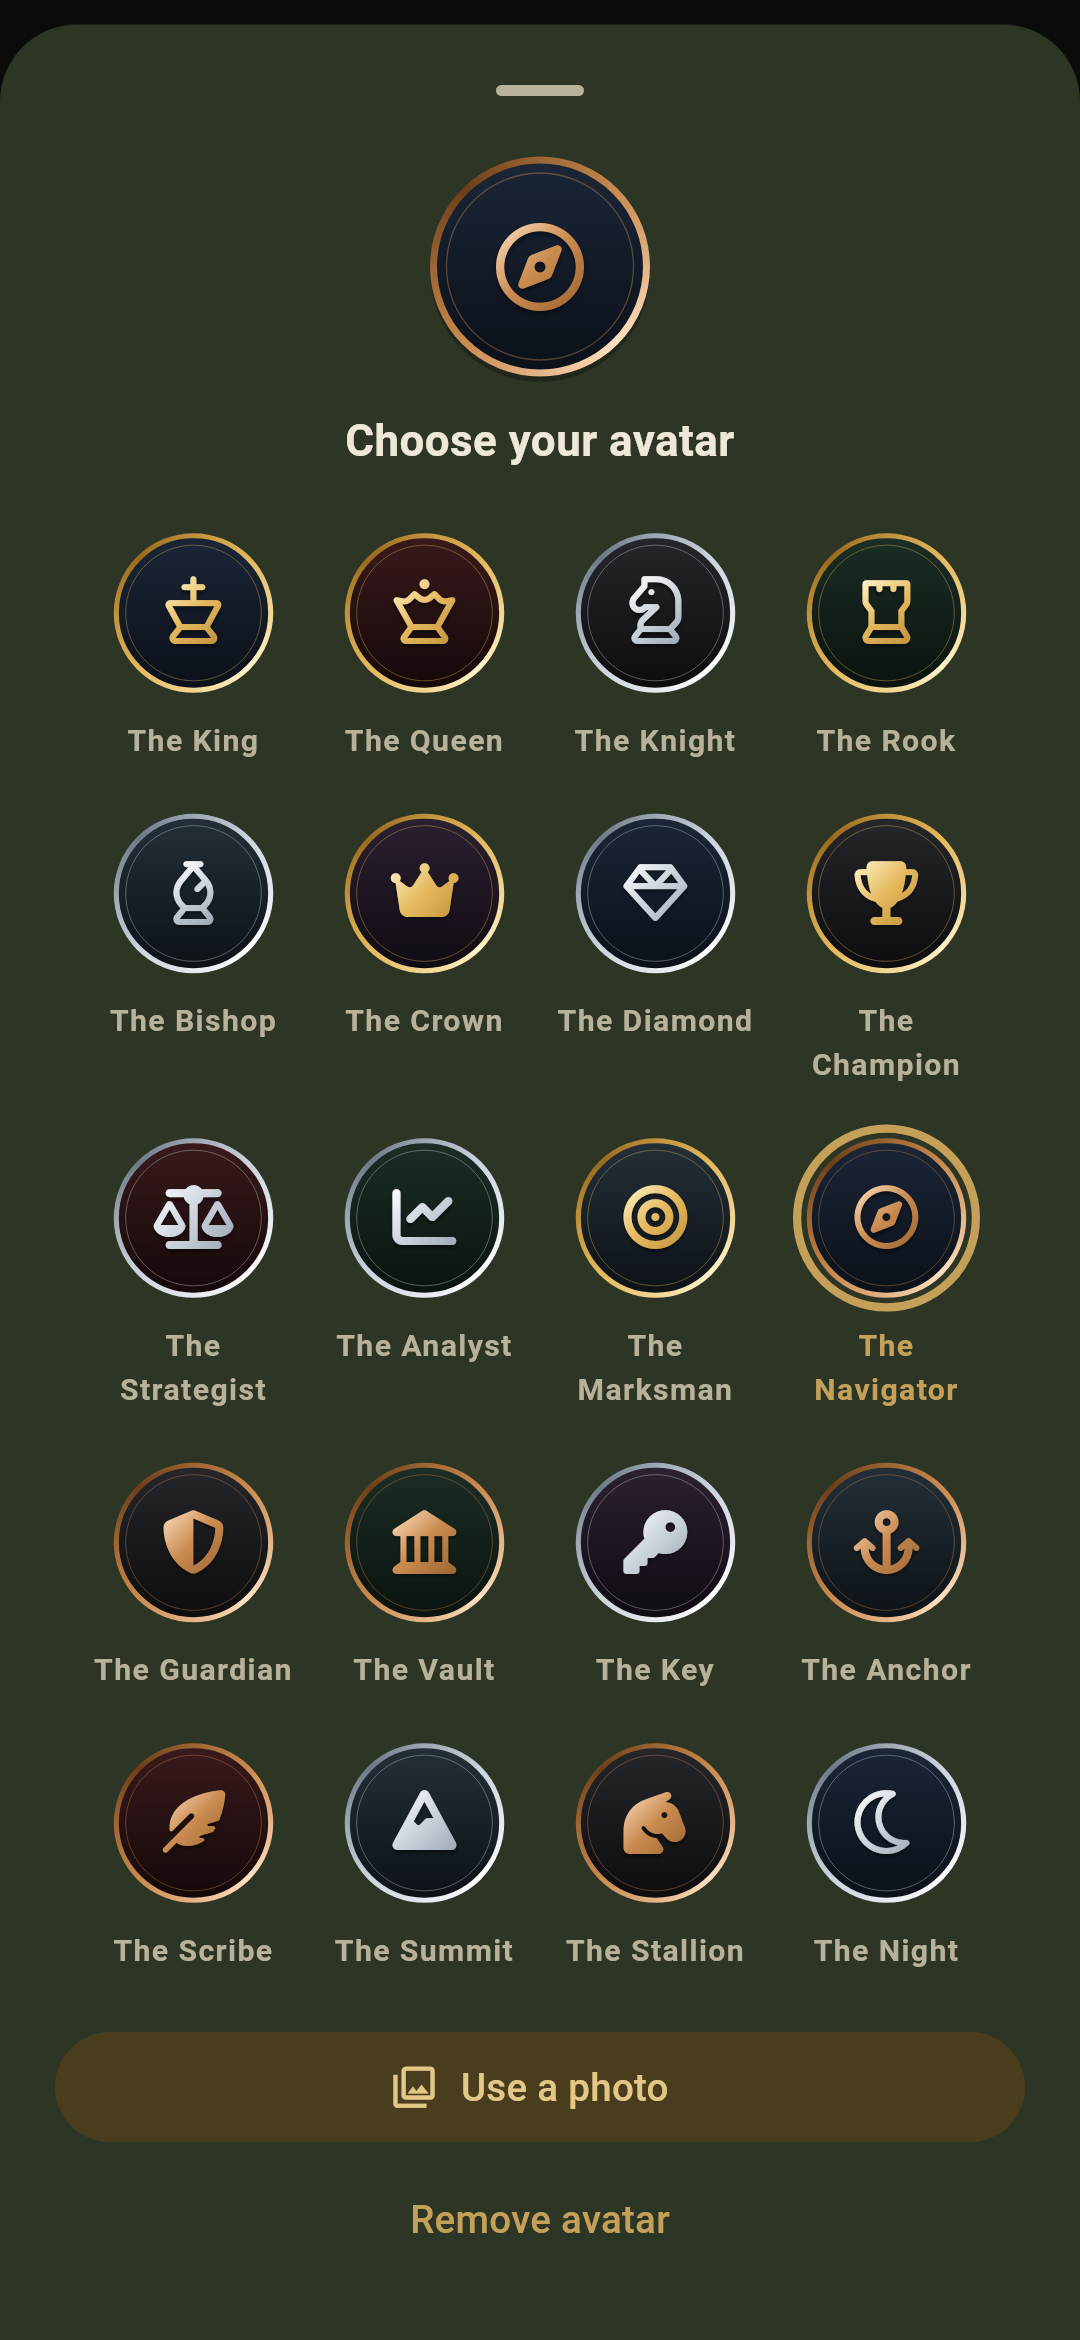 Choose your avatar
The King
The Queen
The Knight
The Rook
The Bishop
The Crown
The Diamond
The
Champion
The
Strategist
The Analyst
The
Marksman
The
Navigator
The Guardian
The Vault
The Key
The Anchor
The Scribe
The Summit
The Stallion
The Night
Use a photo
Remove avatar